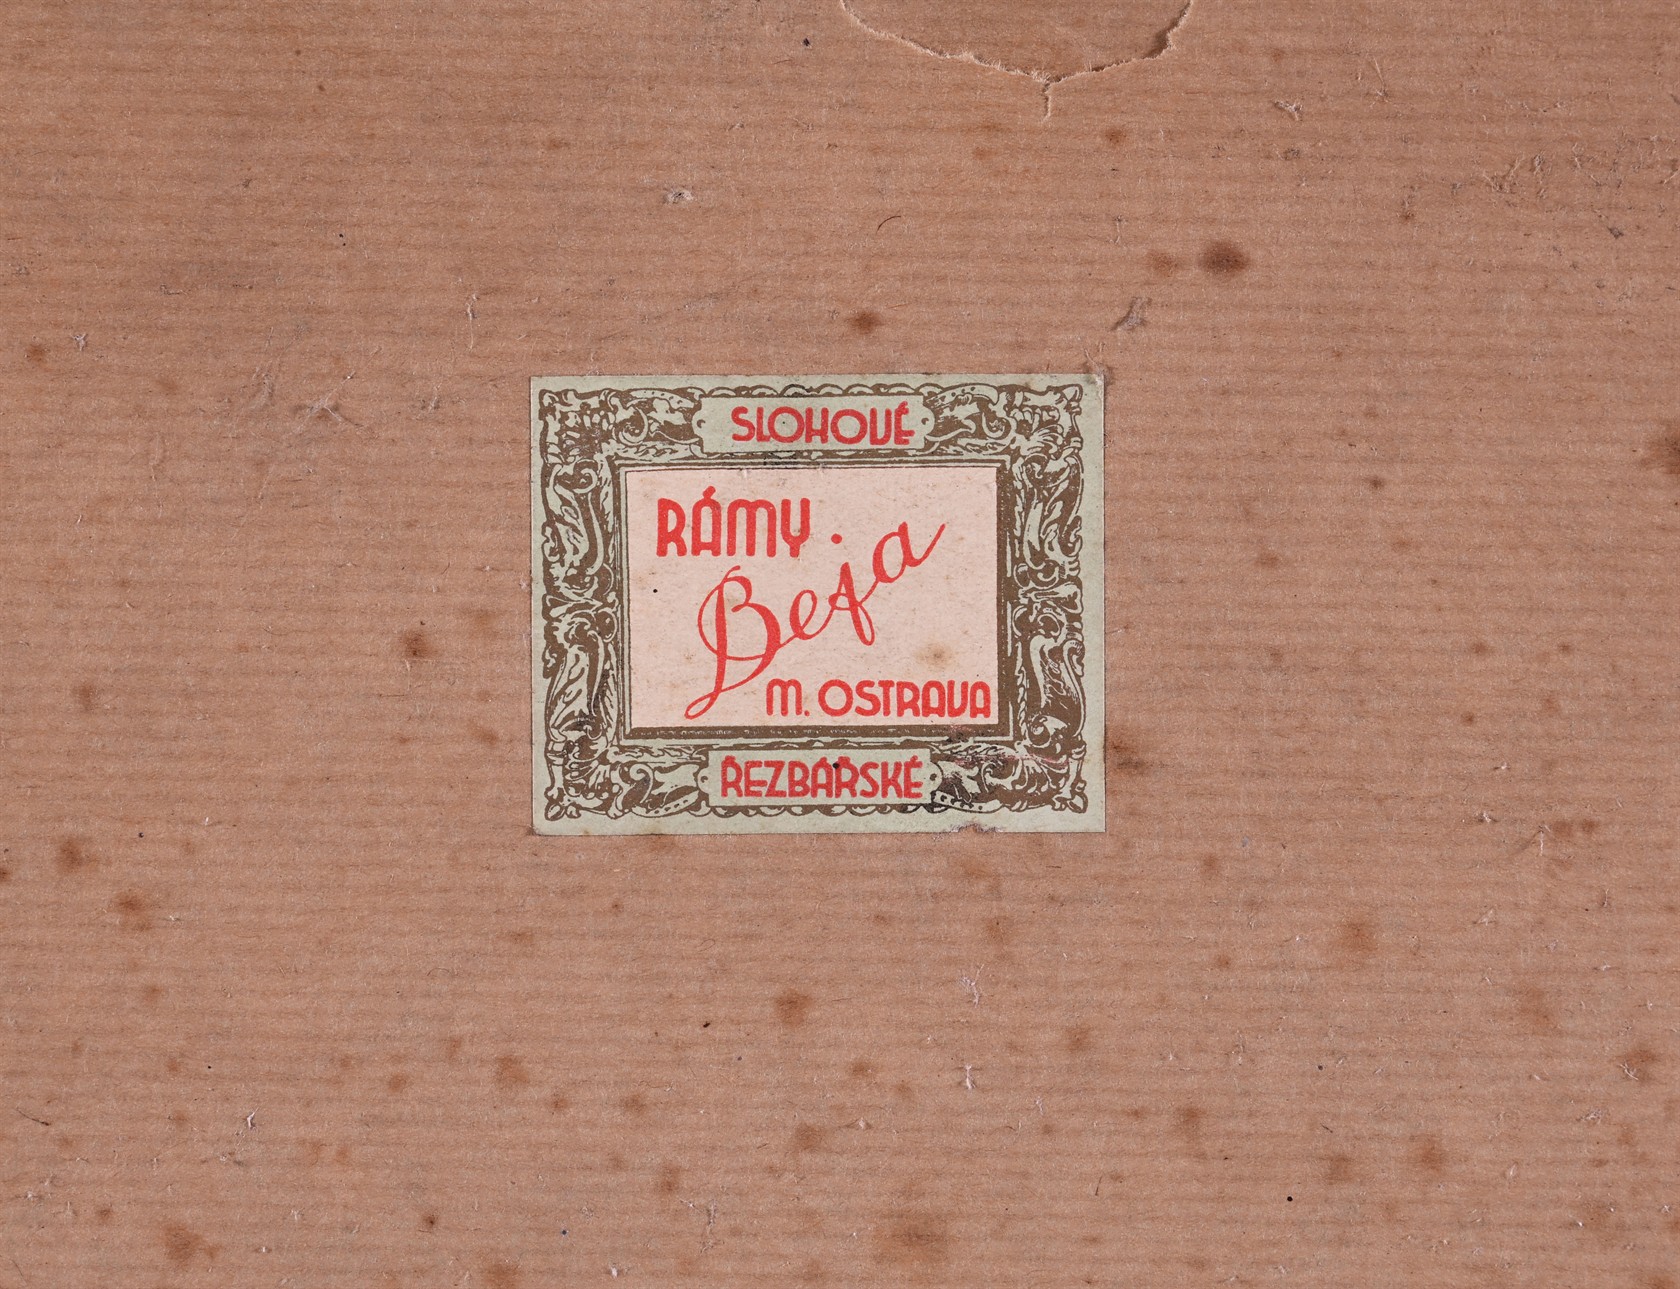 SLOHOVÉ
RÁMY
Beja
M. OSTRAVA
ŘEZBÁŘSKÉ